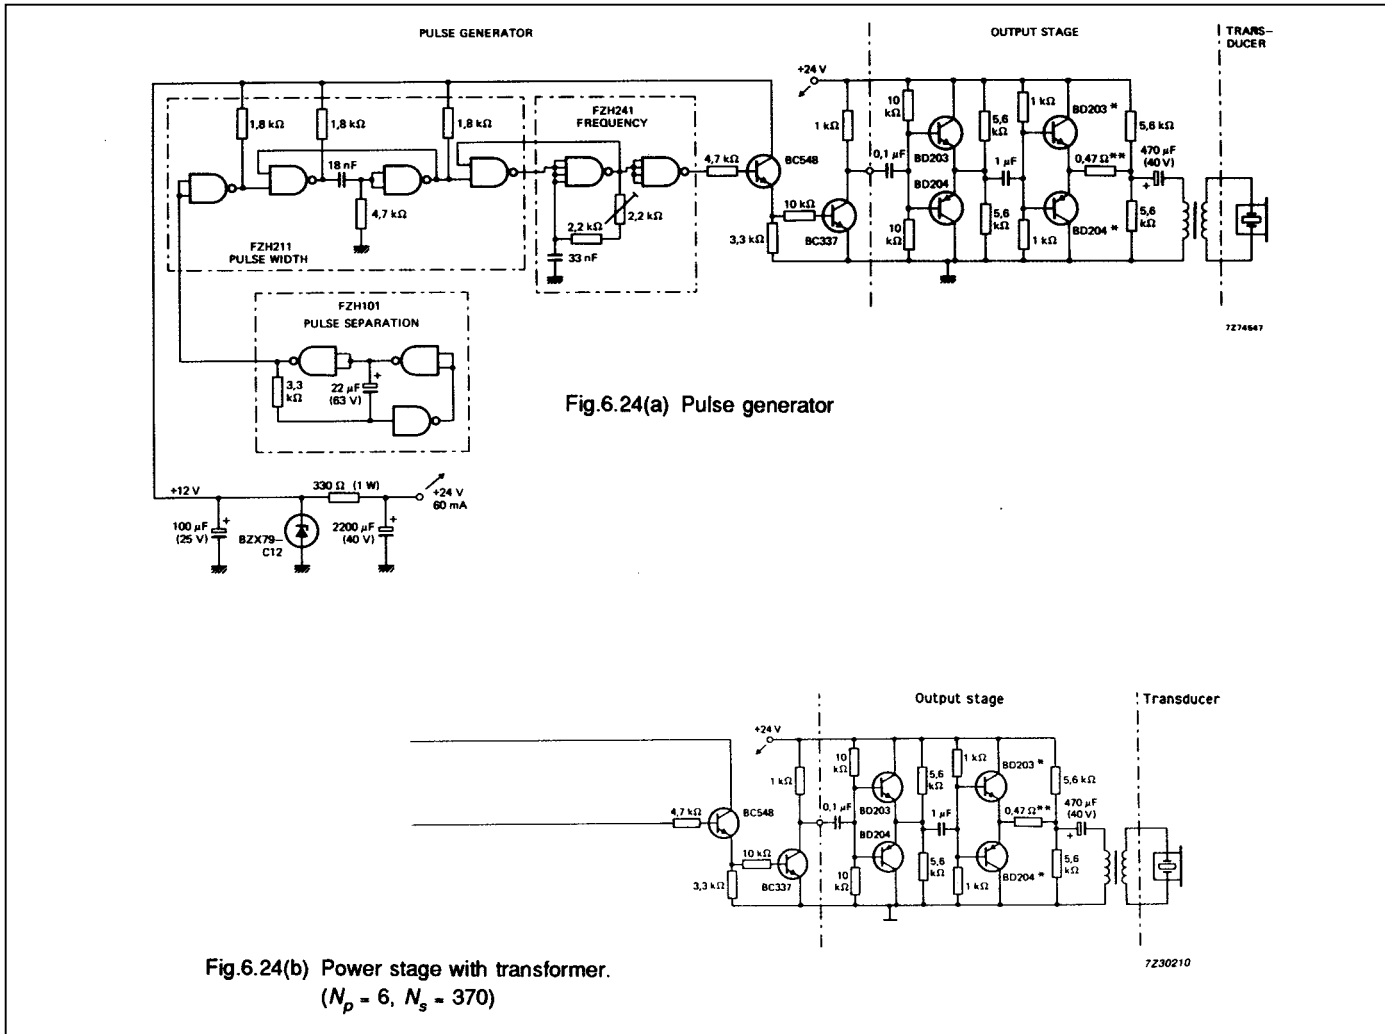 PULSE GENERATOR
OUTPUT STAGE
TRANS-
DUCER
+24 V
FZH241
FREQUENCY
1,8 kΩ
1,8 kΩ
1,8 kΩ
18 nF
4,7 kΩ
FZH211
PULSE WIDTH
2,2 kΩ
2,2 kΩ
33 nF
4,7 kΩ
BC548
10 kΩ
3,3 kΩ
BC337
1 kΩ
0,1 µF
10
kΩ
10
kΩ
BD203
BD204
5,6
kΩ
5,6
kΩ
1 µF
1 kΩ
1 kΩ
BD203 *
BD204 *
0,47 Ω**
5,6 kΩ
470 µF
(40 V)
+
5,6
kΩ
7Z74647
FZH101
PULSE SEPARATION
3,3
kΩ
22 µF
(63 V)
+
Fig.6.24(a) Pulse generator
+12 V
330 Ω (1 W)
+24 V
60 mA
100 µF
(25 V)
+
BZX79-
C12
2200 µF
(40 V)
+
Output stage
Transducer
+24 V
4,7 kΩ
BC548
10 kΩ
3,3 kΩ
BC337
1 kΩ
0,1 µF
10
kΩ
10
kΩ
BD203
BD204
5,6
kΩ
5,6
kΩ
1 µF
1 kΩ
1 kΩ
BD203 *
BD204 *
0,47 Ω**
5,6 kΩ
470 µF
(40 V)
+
5,6
kΩ
7Z30210
Fig.6.24(b) Power stage with transformer.
(Np = 6, Ns = 370)